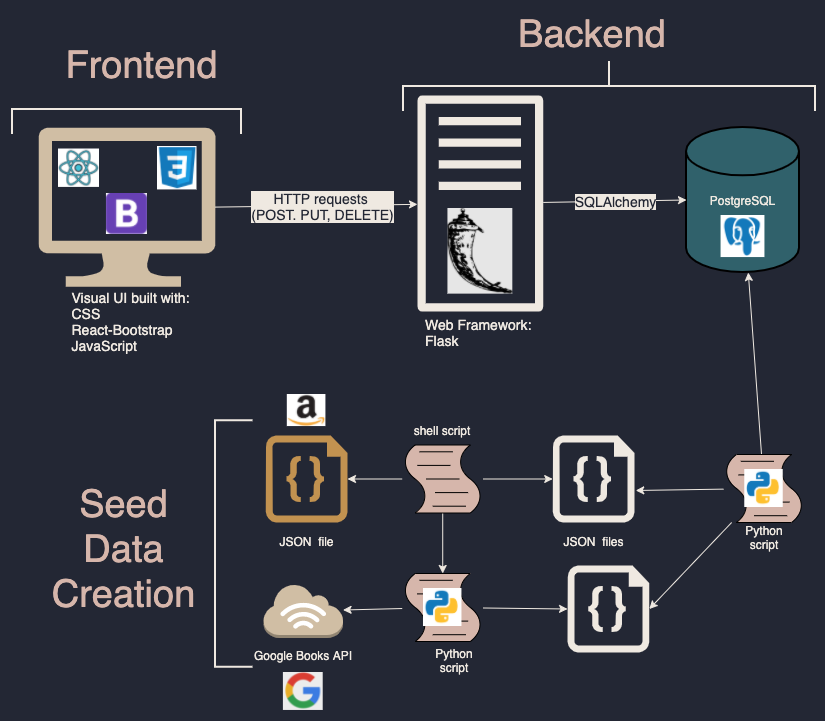 Backend
Frontend
HTTP requests
(POST. PUT, DELETE)
SQLAlchemy
PostgreSQL
B
3
Visual UI built with:
CSS
React-Bootstrap
JavaScript
Web Framework:
Flask
a
shell script
{}
{}
Seed
Data
Creation
JSON file
JSON files
Python
script
{}
Google Books API
Python
script
G